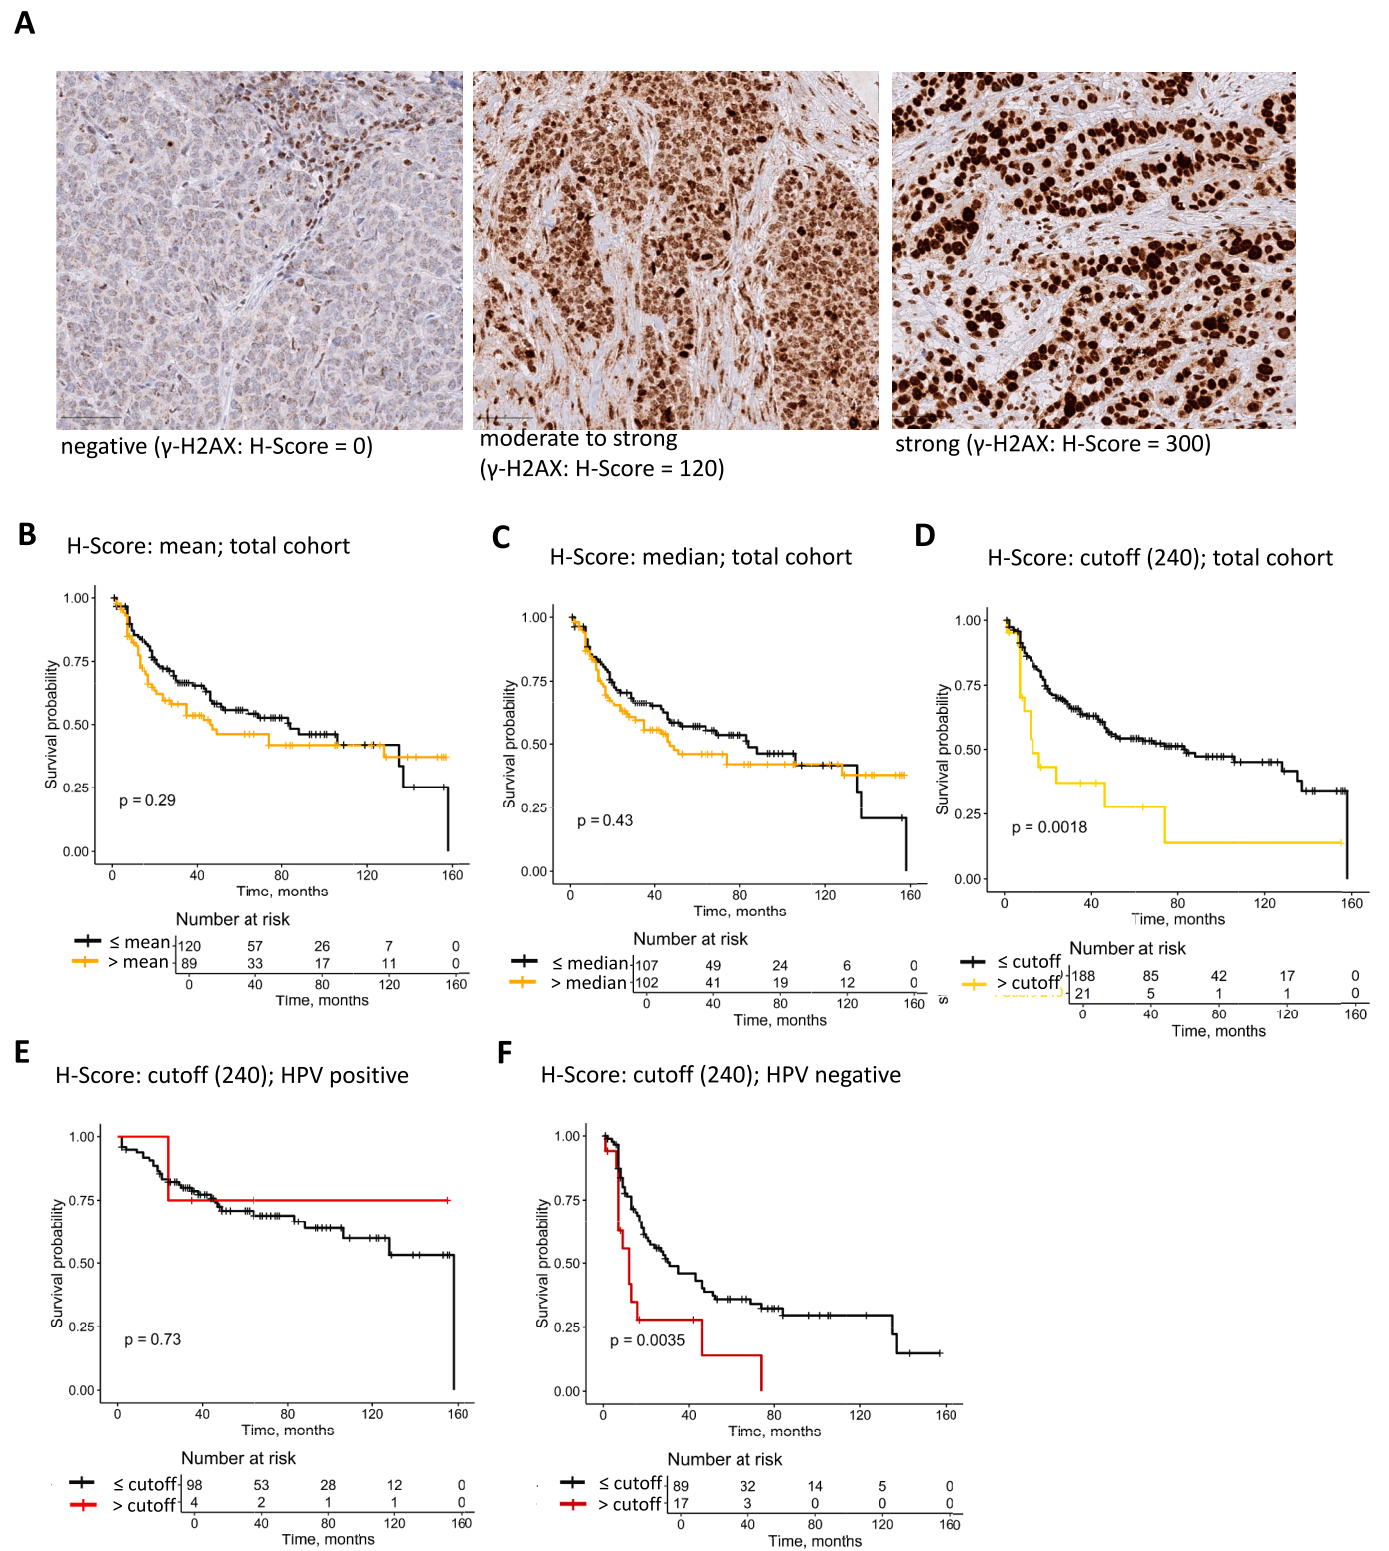 A
negative (γ-H2AX: H-Score = 0)
moderate to strong
(γ-H2AX: H-Score = 120)
strong (γ-H2AX: H-Score = 300)
B
H-Score: mean; total cohort
Survival probability
1.00
0.75
0.50
0.25
0.00
p = 0.29
0 40 80 120 160
Time, months
Number at risk
≤ mean 120 57 26 7 0
> mean 89 33 17 11 0
0 40 80 120 160
Time, months
C
H-Score: median; total cohort
Survival probability
1.00
0.75
0.50
0.25
0.00
p = 0.43
0 40 80 120 160
Time, months
Number at risk
≤ median 107 49 24 6 0
> median 102 41 19 12 0
0 40 80 120 160
Time, months
D
H-Score: cutoff (240); total cohort
Survival probability
1.00
0.75
0.50
0.25
0.00
p = 0.0018
0 40 80 120 160
Time, months
Number at risk
≤ cutoff 188 85 42 17 0
> cutoff 21 5 1 1 0
0 40 80 120 160
Time, months
E
H-Score: cutoff (240); HPV positive
Survival probability
1.00
0.75
0.50
0.25
0.00
p = 0.73
0 40 80 120 160
Time, months
Number at risk
≤ cutoff 98 53 28 12 0
> cutoff 4 2 1 1 0
0 40 80 120 160
Time, months
F
H-Score: cutoff (240); HPV negative
Survival probability
1.00
0.75
0.50
0.25
0.00
p = 0.0035
0 40 80 120 160
Time, months
Number at risk
≤ cutoff 89 32 14 5 0
> cutoff 17 3 0 0 0
0 40 80 120 160
Time, months